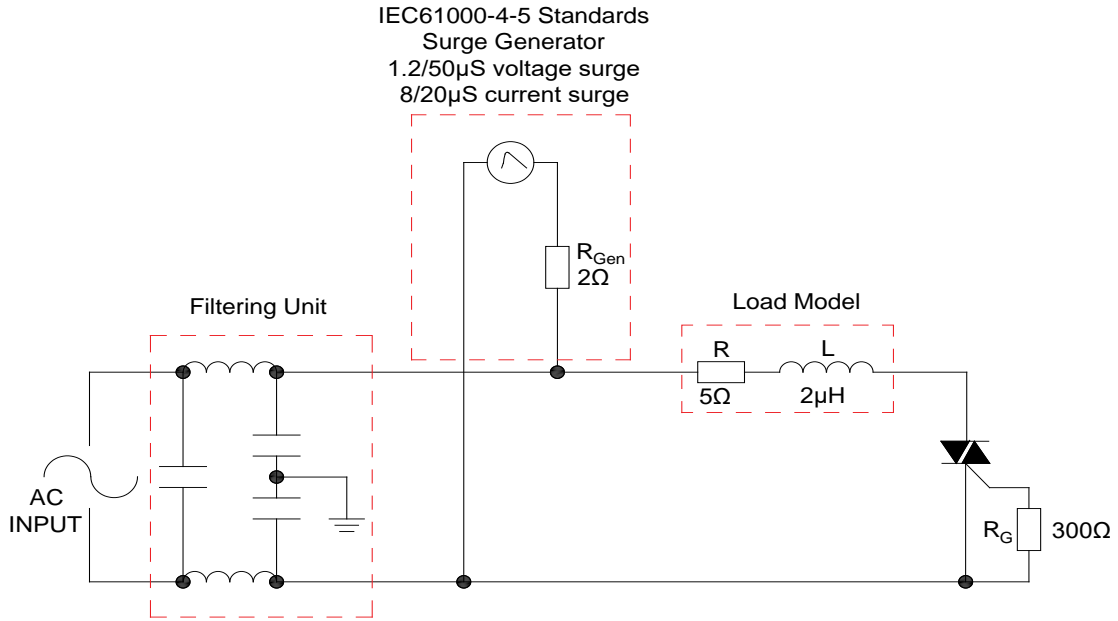 IEC61000-4-5 Standards
Surge Generator
1.2/50µS voltage surge
8/20µS current surge
R_Gen
2Ω
Filtering Unit
Load Model
R
L
5Ω
2µH
AC
INPUT
R_G
300Ω